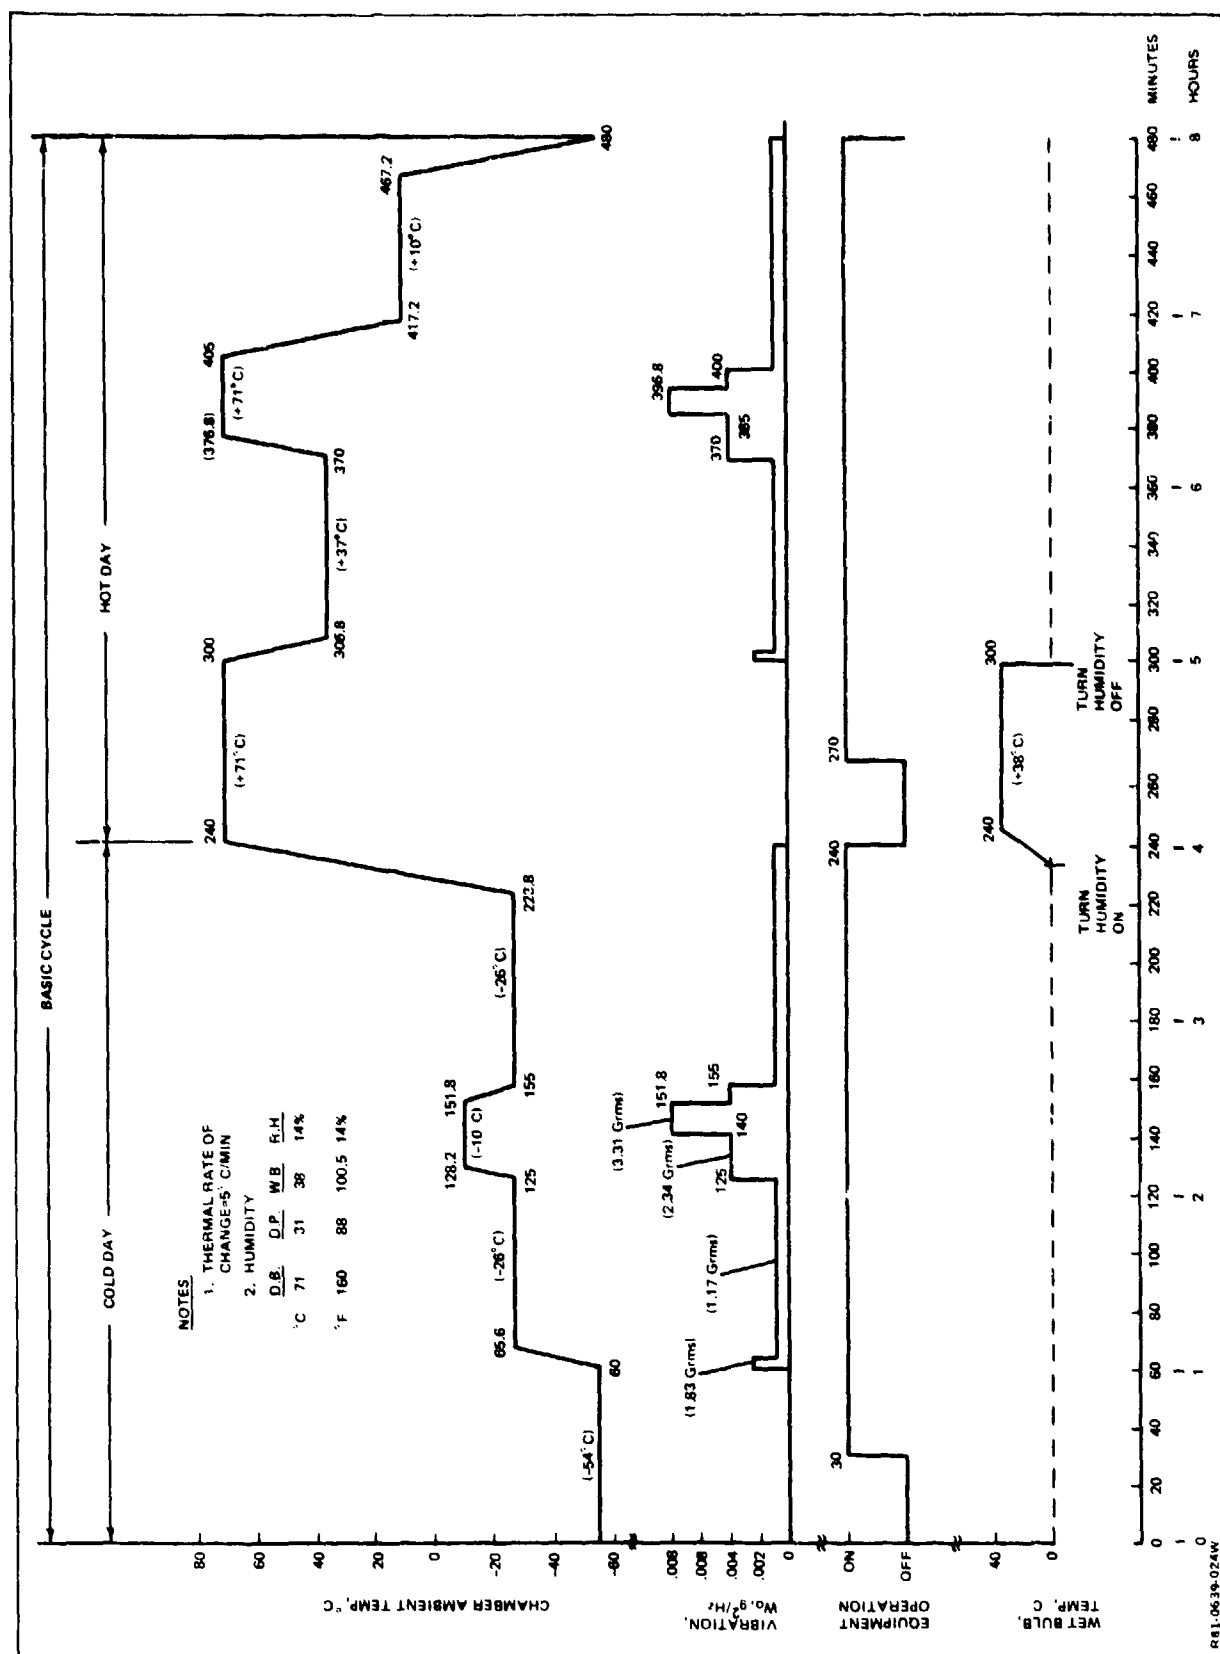 BASIC CYCLE
COLD DAY
HOT DAY
NOTES
1. THERMAL RATE OF
CHANGE=5° C/MIN
2. HUMIDITY
D.B. D.P. W B R.H
°C 71 31 38 14%
°F 160 88 100.5 14%
CHAMBER AMBIENT TEMP, °C
80
60
40
20
0
-20
-40
-60
(-54°C)
60
65.6
(-26°C)
125
128.2
(-10 C)
151.8
155
(-26°C)
223.8
240
(+71°C)
300
306.8
(+37°C)
370
(376.8)
(+71°C)
405
417.2
(+10°C)
467.2
480
VIBRATION,
Wo, g²/Hz
.008
.008
.004
.002
0
(1.83 Grms)
(1.17 Grms)
(2.34 Grms)
(3.31 Grms)
125
140
151.8
155
370
385
396.8
400
EQUIPMENT
OPERATION
ON
OFF
30
240
270
WET BULB,
TEMP, C
40
0
240
(+38°C)
300
TURN
HUMIDITY
ON
TURN
HUMIDITY
OFF
0 20 40 60 80 100 120 140 160 180 200 220 240 260 280 300 320 340 360 380 400 420 440 460 480 MINUTES
0 1 2 3 4 5 6 7 8 HOURS
R81-0639-024W